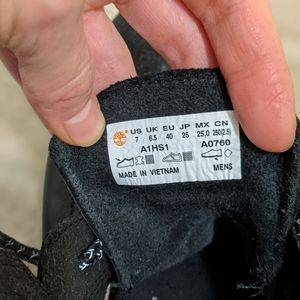 US UK EU JP MX CN
7 6.5 40 25 25,0 250(2.5)
A1HS1 A0760
MADE IN VIETNAM MENS